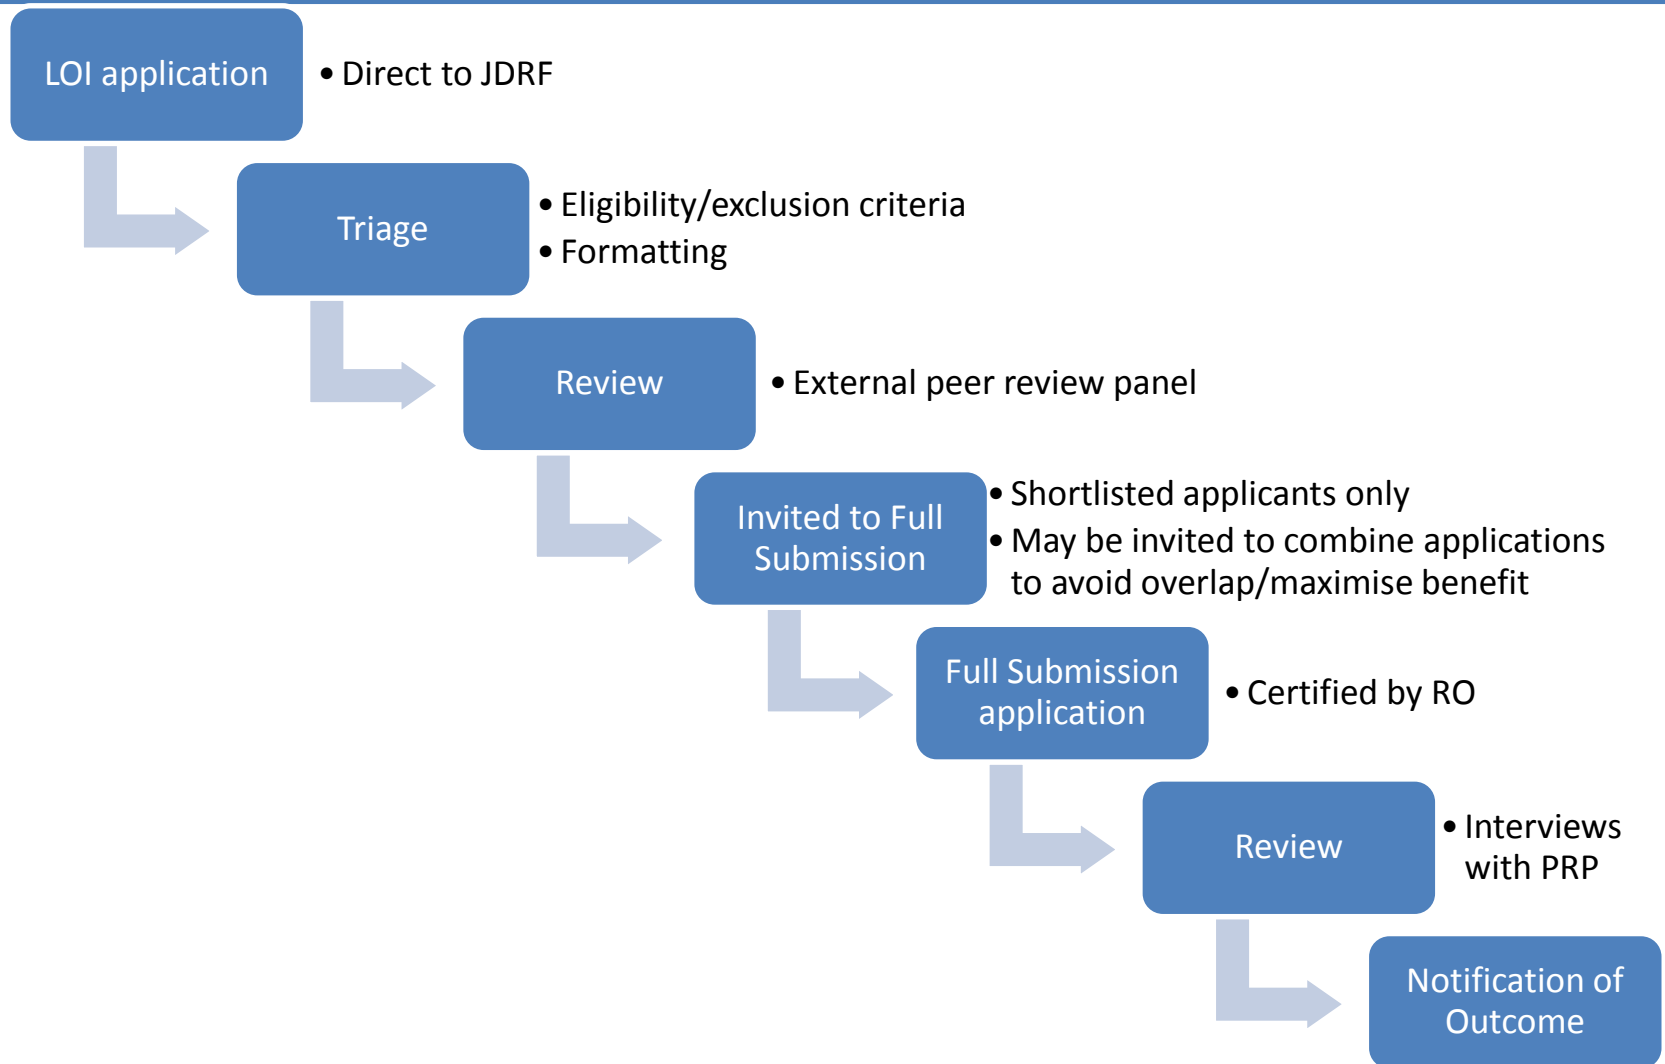 LOI application
• Direct to JDRF
Triage
• Eligibility/exclusion criteria
• Formatting
Review
• External peer review panel
Invited to Full
Submission
• Shortlisted applicants only
• May be invited to combine applications
to avoid overlap/maximise benefit
Full Submission
application
• Certified by RO
Review
• Interviews
with PRP
Notification of
Outcome